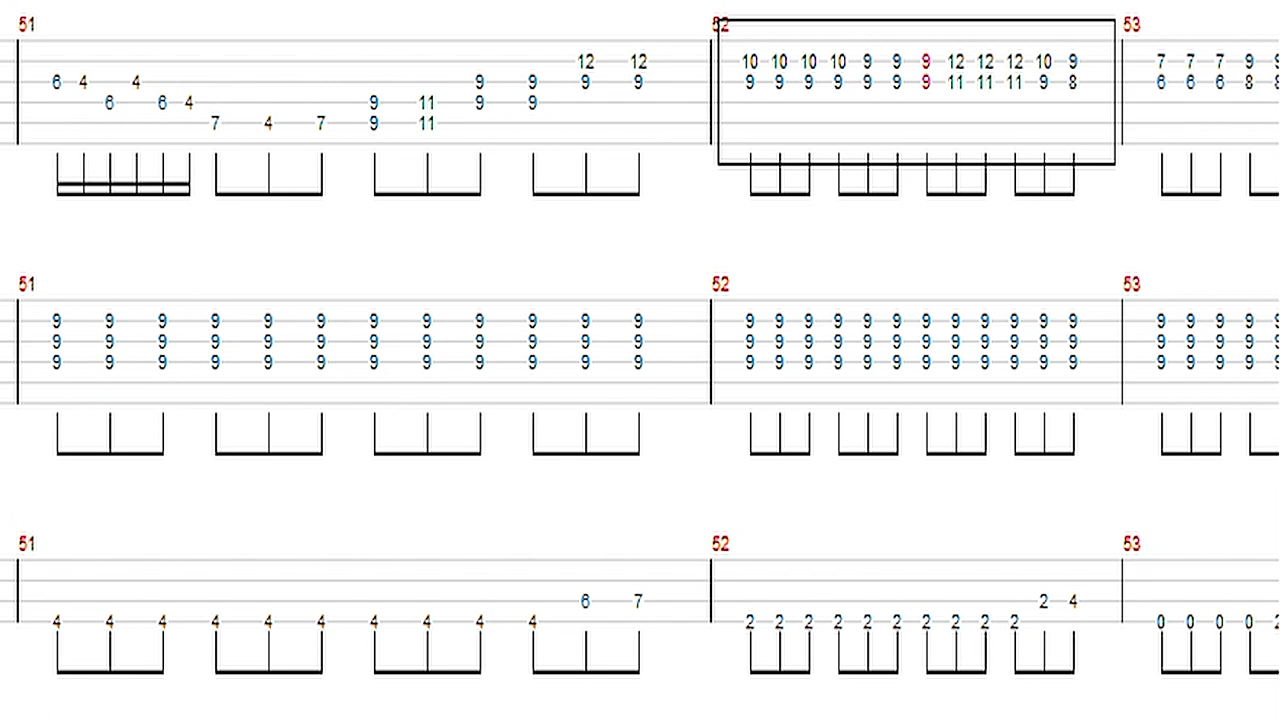 51 52 53
12 12 10 10 10 10 9 9 9 12 12 12 10 9 7 7 7 9 9
6 4 4 9 9 9 9 9 9 9 9 9 9 9 11 11 11 9 8 6 6 6 8 8
6 6 4 9 11 9 9
7 4 7 9 11
51 52 53
9 9 9 9 9 9 9 9 9 9 9 9 9 9 9 9 9 9 9 9 9 9 9 9 9 9 9 9 9
9 9 9 9 9 9 9 9 9 9 9 9 9 9 9 9 9 9 9 9 9 9 9 9 9 9 9 9 9
9 9 9 9 9 9 9 9 9 9 9 9 9 9 9 9 9 9 9 9 9 9 9 9 9 9 9 9 9
51 52 53
6 7 2 4
4 4 4 4 4 4 4 4 4 4 2 2 2 2 2 2 2 2 2 2 0 0 0 0 2